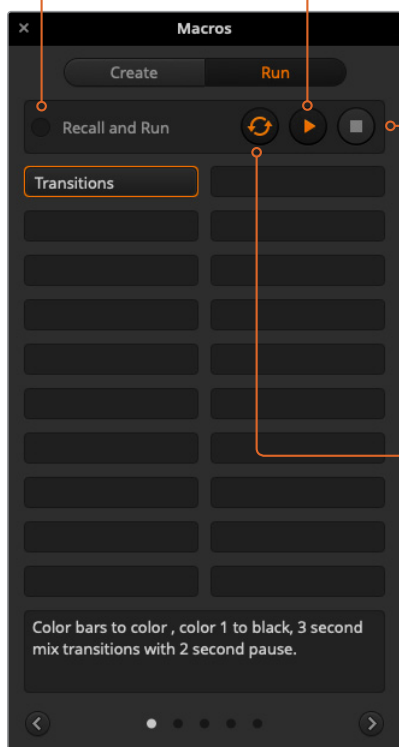 Macros
Create
Run
Recall and Run
Transitions
Color bars to color , color 1 to black, 3 second
mix transitions with 2 second pause.